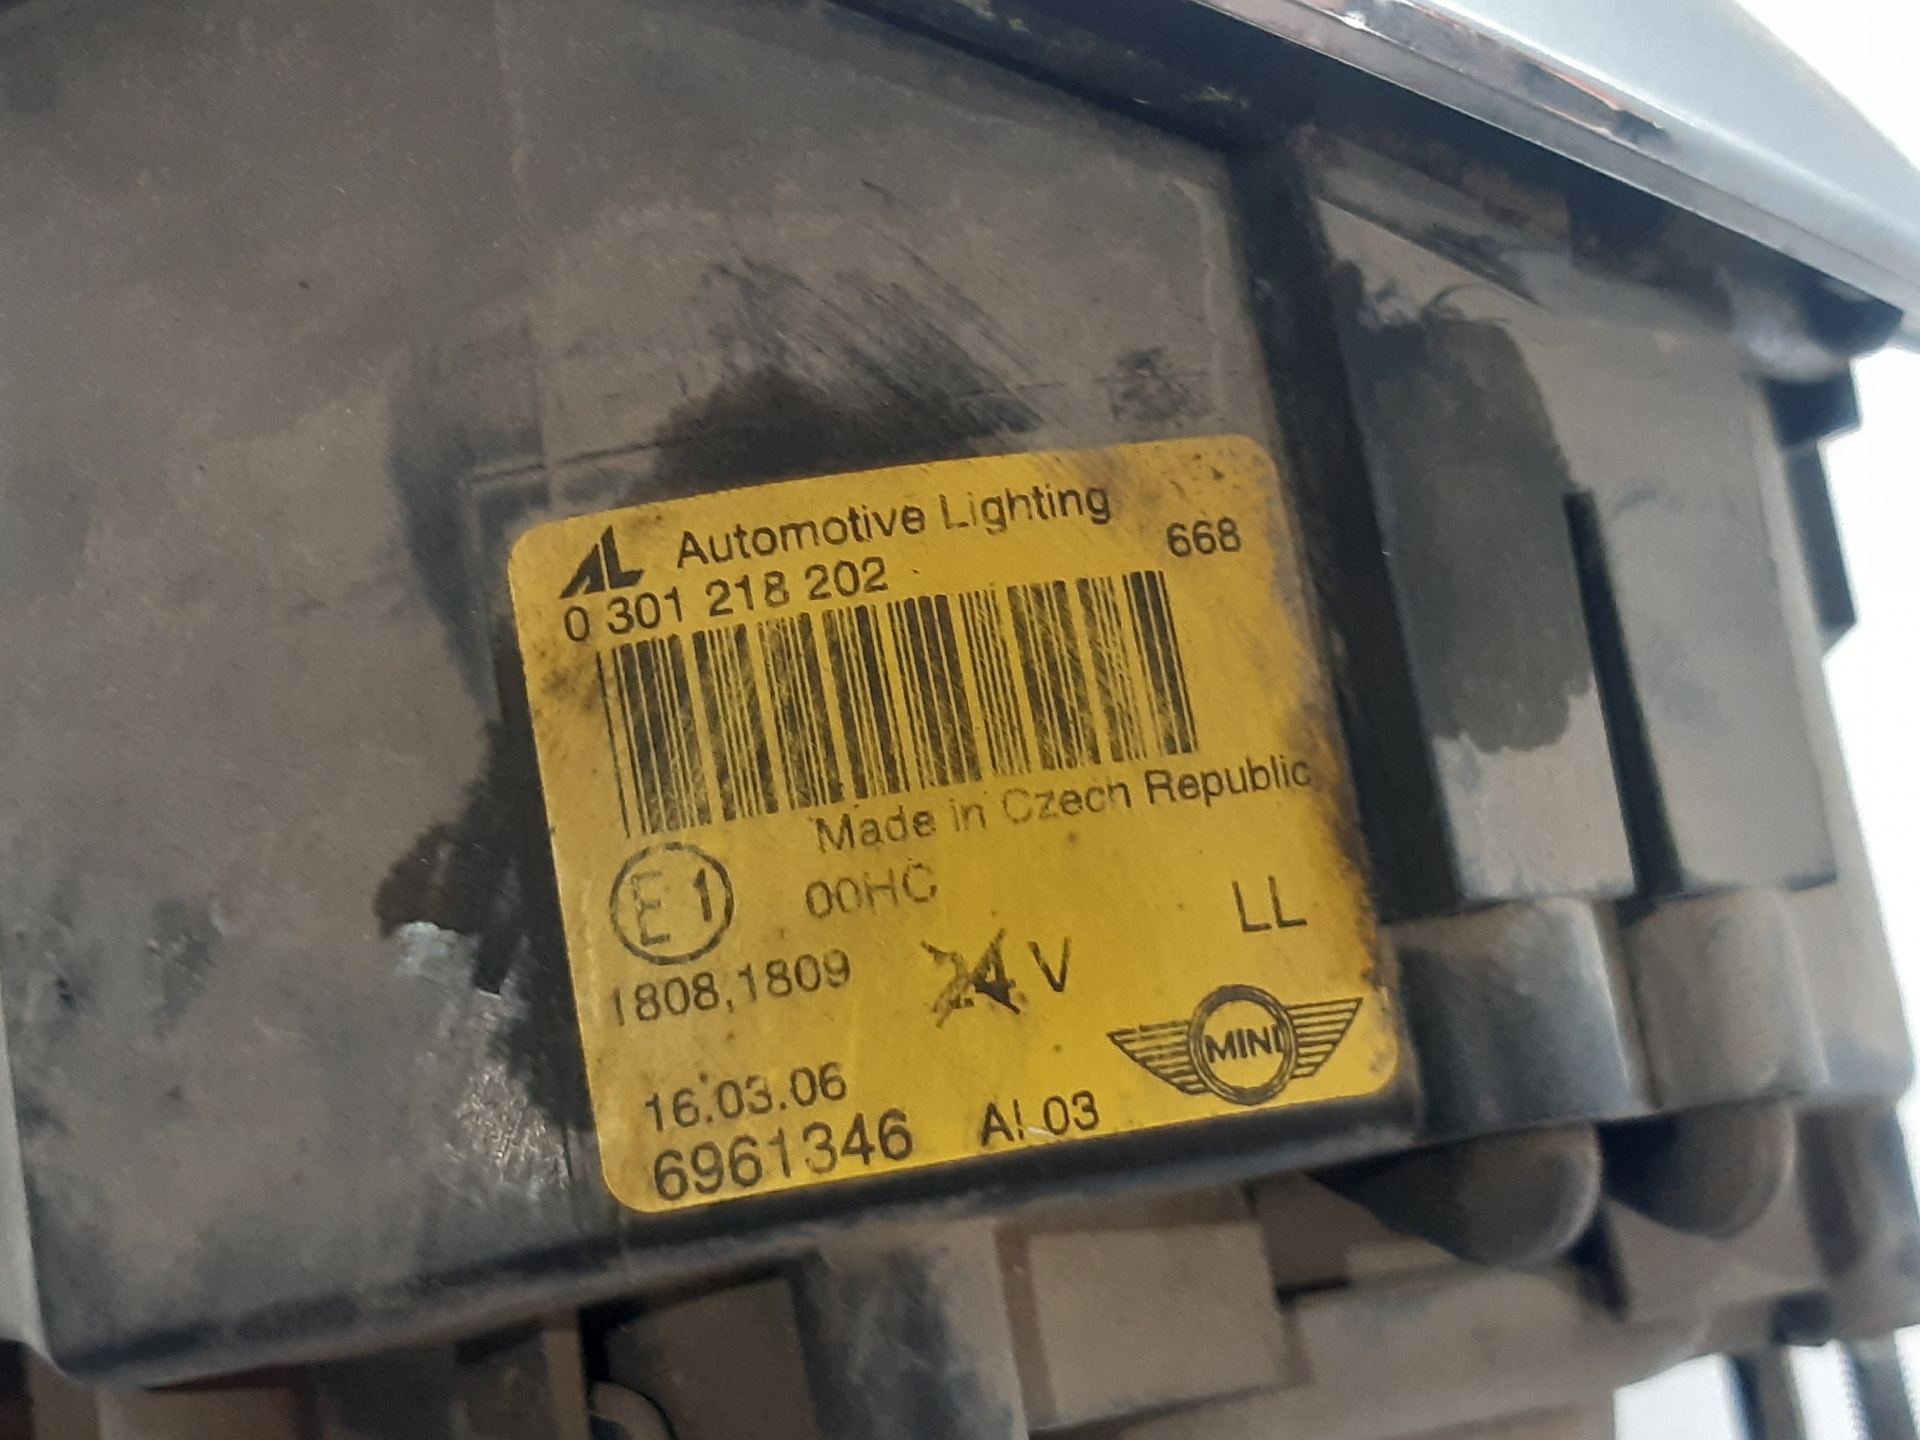 AL Automotive Lighting
0 301 218 202
668
Made in Czech Republic
E1
00HC
LL
1808,1809
24 V
MINI
16.03.06
6961346
AI 03